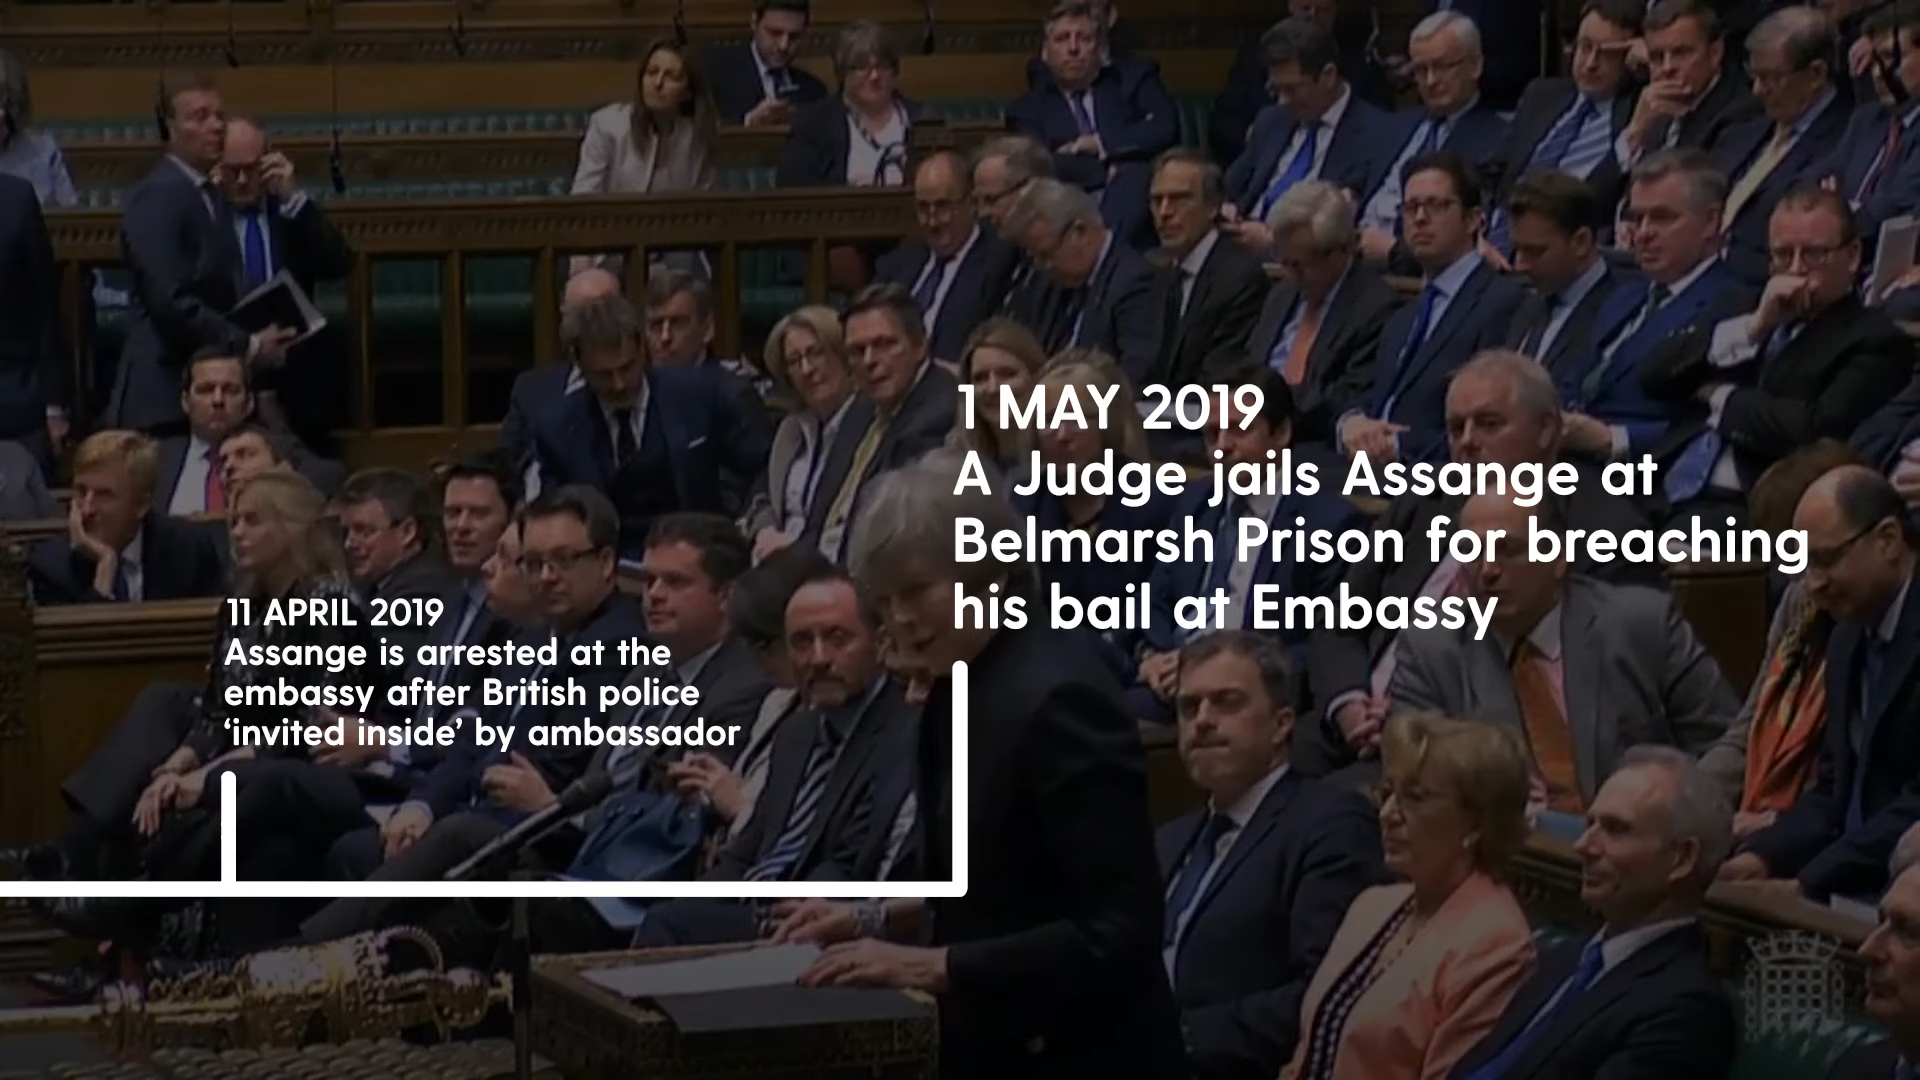 11 APRIL 2019
Assange is arrested at the
embassy after British police
‘invited inside’ by ambassador
1 MAY 2019
A Judge jails Assange at
Belmarsh Prison for breaching
his bail at Embassy